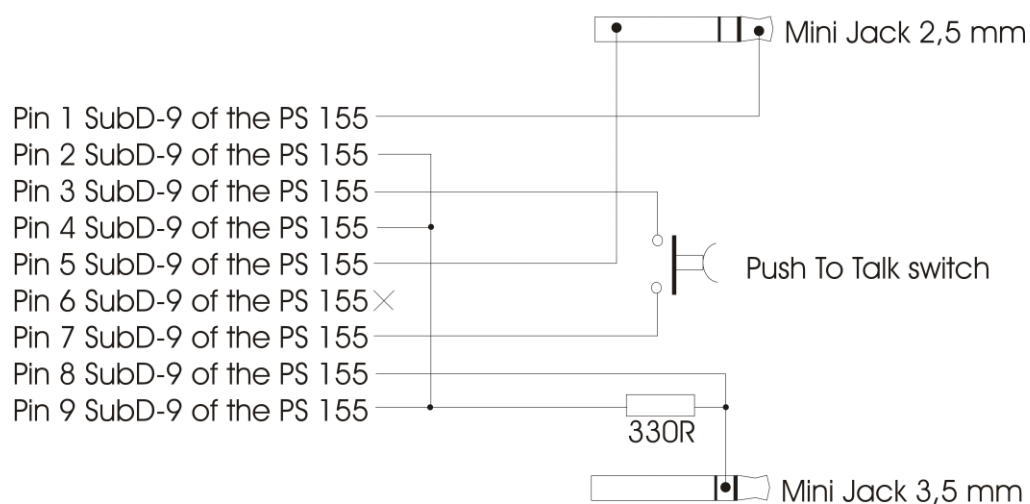 Mini Jack 2,5 mm
Pin 1 SubD-9 of the PS 155
Pin 2 SubD-9 of the PS 155
Pin 3 SubD-9 of the PS 155
Pin 4 SubD-9 of the PS 155
Pin 5 SubD-9 of the PS 155
Push To Talk switch
Pin 6 SubD-9 of the PS 155
Pin 7 SubD-9 of the PS 155
Pin 8 SubD-9 of the PS 155
Pin 9 SubD-9 of the PS 155
330R
Mini Jack 3,5 mm